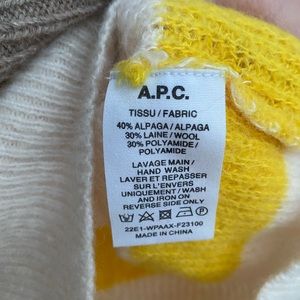 A.P.C.
TISSU / FABRIC
40% ALPAGA / ALPAGA
30% LAINE / WOOL
30% POLYAMIDE /
POLYAMIDE
LAVAGE MAIN /
HAND WASH
LAVER ET REPASSER
SUR L'ENVERS
UNIQUEMENT / WASH
AND IRON ON
REVERSE SIDE ONLY
22E1-WPAAX-F23100
MADE IN CHINA